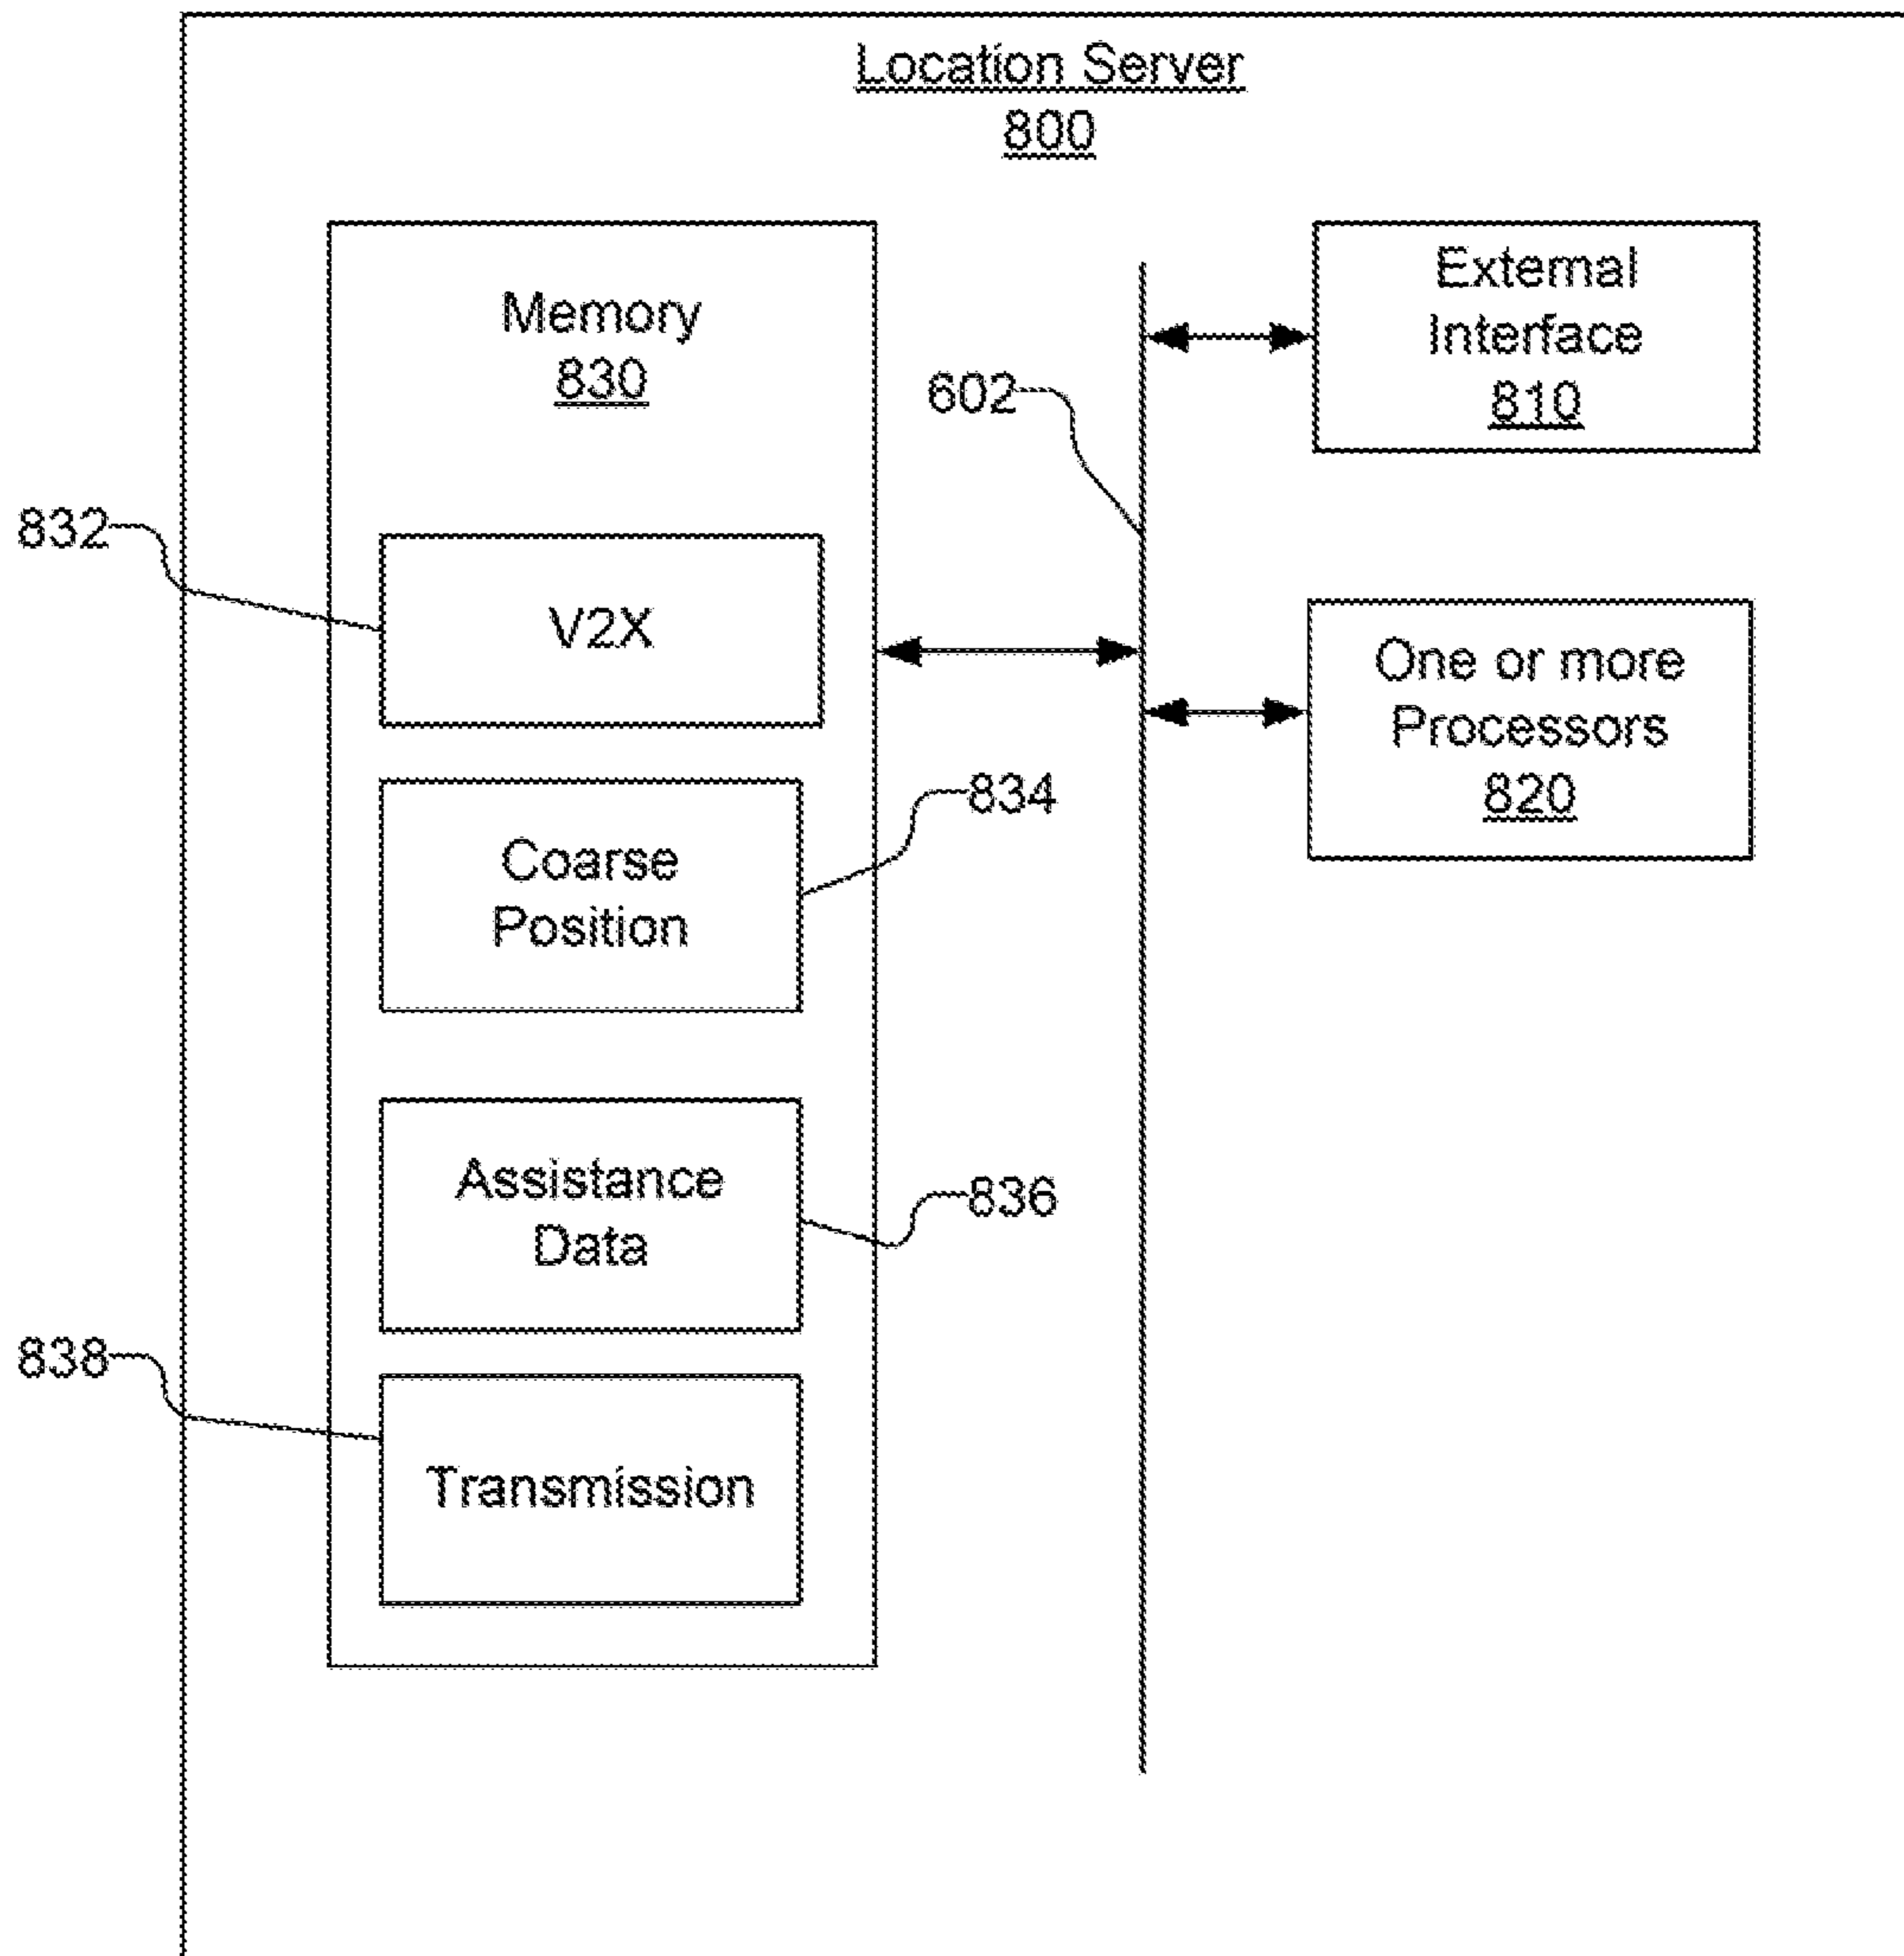 Location Server
800
Memory
830
External
Interface
810
602
832
V2X
One or more
Processors
820
834
Coarse
Position
Assistance
Data
836
838
Transmission